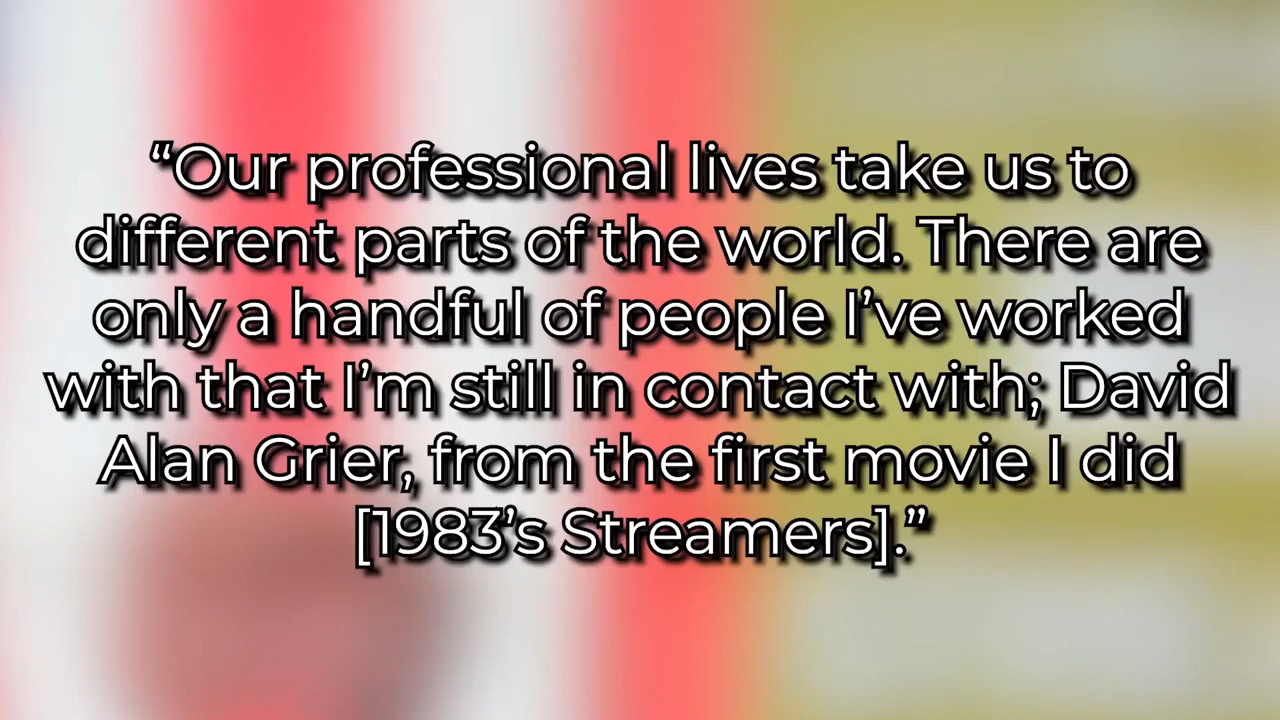 “Our professional lives take us to
different parts of the world. There are
only a handful of people I’ve worked
with that I’m still in contact with; David
Alan Grier, from the first movie I did
[1983’s Streamers].”